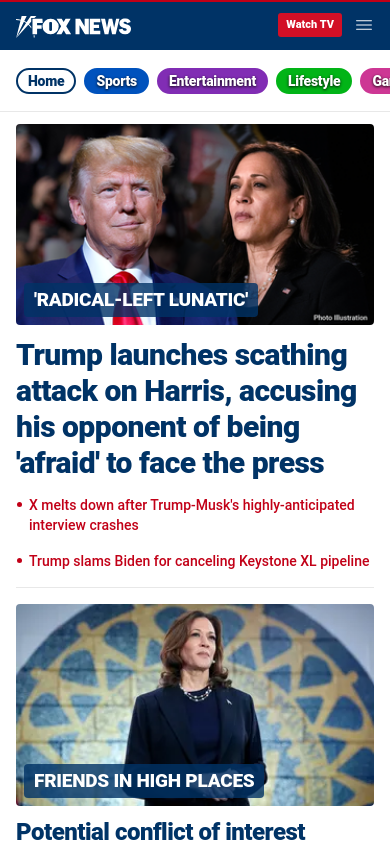 FOX NEWS
Watch TV
Home
Sports
Entertainment
Lifestyle
Ga
'RADICAL-LEFT LUNATIC'
Photo Illustration
Trump launches scathing
attack on Harris, accusing
his opponent of being
'afraid' to face the press
• X melts down after Trump-Musk's highly-anticipated
interview crashes
• Trump slams Biden for canceling Keystone XL pipeline
FRIENDS IN HIGH PLACES
Potential conflict of interest